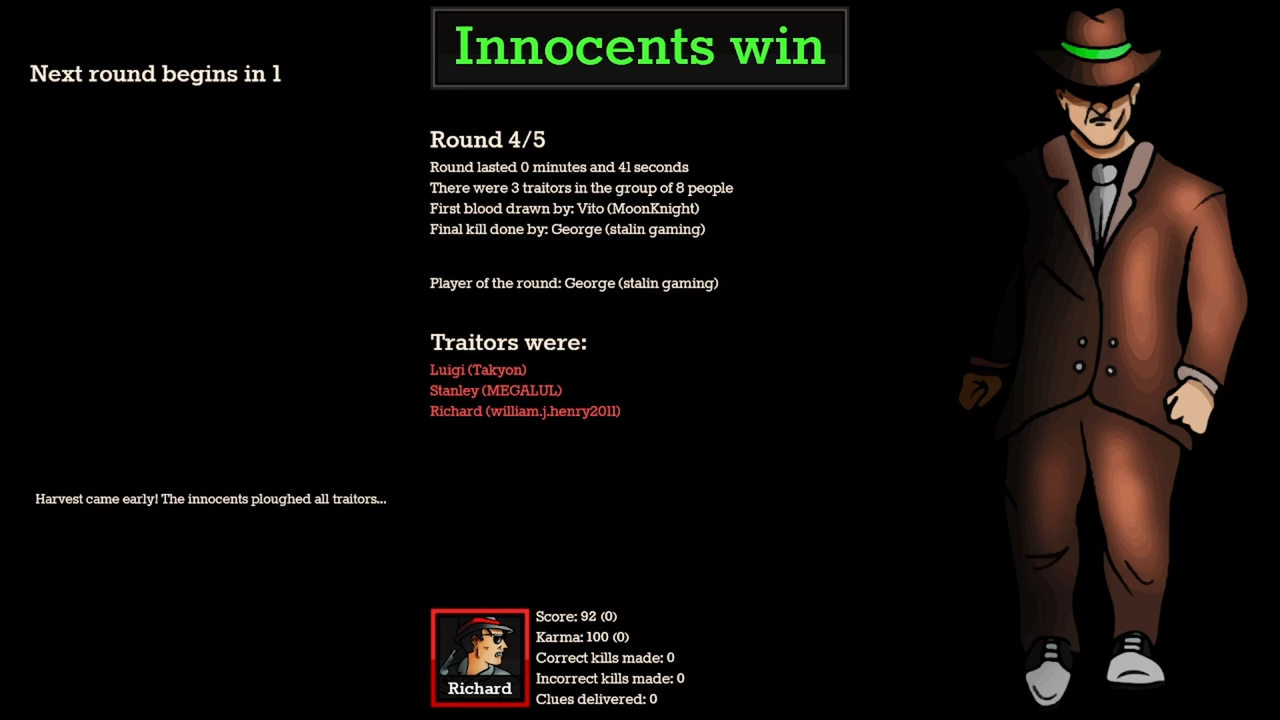 Innocents win
Next round begins in 1
Round 4/5
Round lasted 0 minutes and 41 seconds
There were 3 traitors in the group of 8 people
First blood drawn by: Vito (MoonKnight)
Final kill done by: George (stalin gaming)
Player of the round: George (stalin gaming)
Traitors were:
Luigi (Takyon)
Stanley (MEGALUL)
Richard (william.j.henry2011)
Harvest came early! The innocents ploughed all traitors...
Score: 92 (0)
Karma: 100 (0)
Correct kills made: 0
Incorrect kills made: 0
Clues delivered: 0
Richard